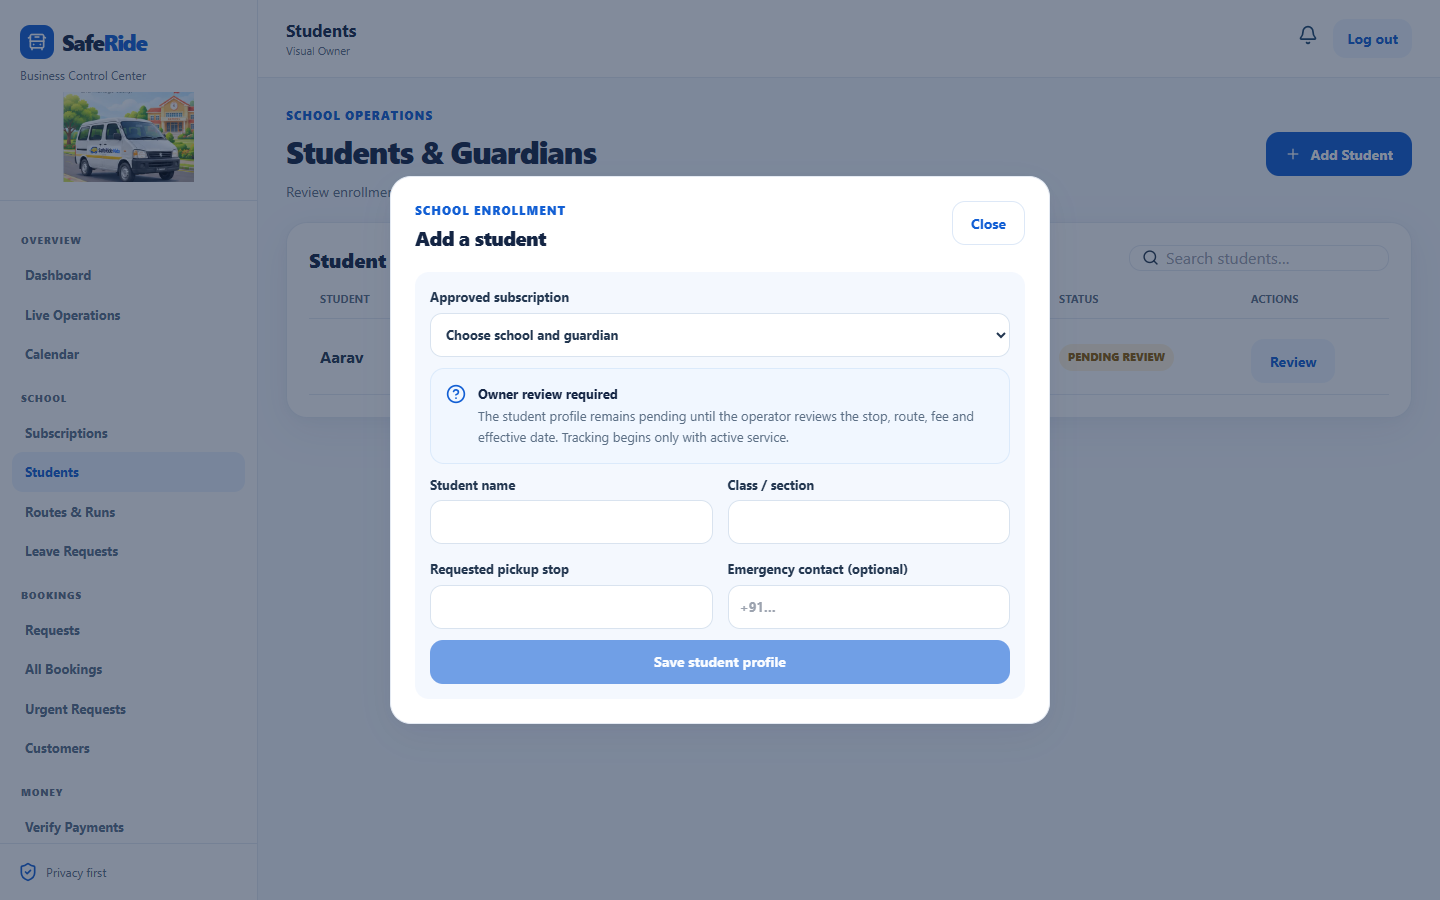 SafeRide
Business Control Center
OVERVIEW
Dashboard
Live Operations
Calendar
SCHOOL
Subscriptions
Students
Routes & Runs
Leave Requests
BOOKINGS
Requests
All Bookings
Urgent Requests
Customers
MONEY
Verify Payments
Privacy first
Students
Visual Owner
Log out
SCHOOL OPERATIONS
Students & Guardians
Review
+ Add Student
Student
Search students...
STUDENT
STATUS
ACTIONS
Aarav
PENDING REVIEW
Review
SCHOOL ENROLLMENT
Add a student
Close
Approved subscription
Choose school and guardian
Owner review required
The student profile remains pending until the operator reviews the stop, route, fee and
effective date. Tracking begins only with active service.
Student name
Class / section
Requested pickup stop
Emergency contact (optional)
+91...
Save student profile